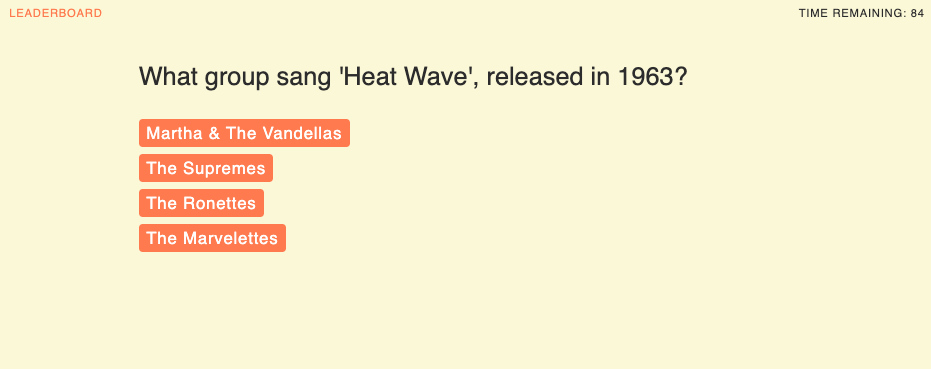 LEADERBOARD
TIME REMAINING: 84
What group sang 'Heat Wave', released in 1963?
Martha & The Vandellas
The Supremes
The Ronettes
The Marvelettes